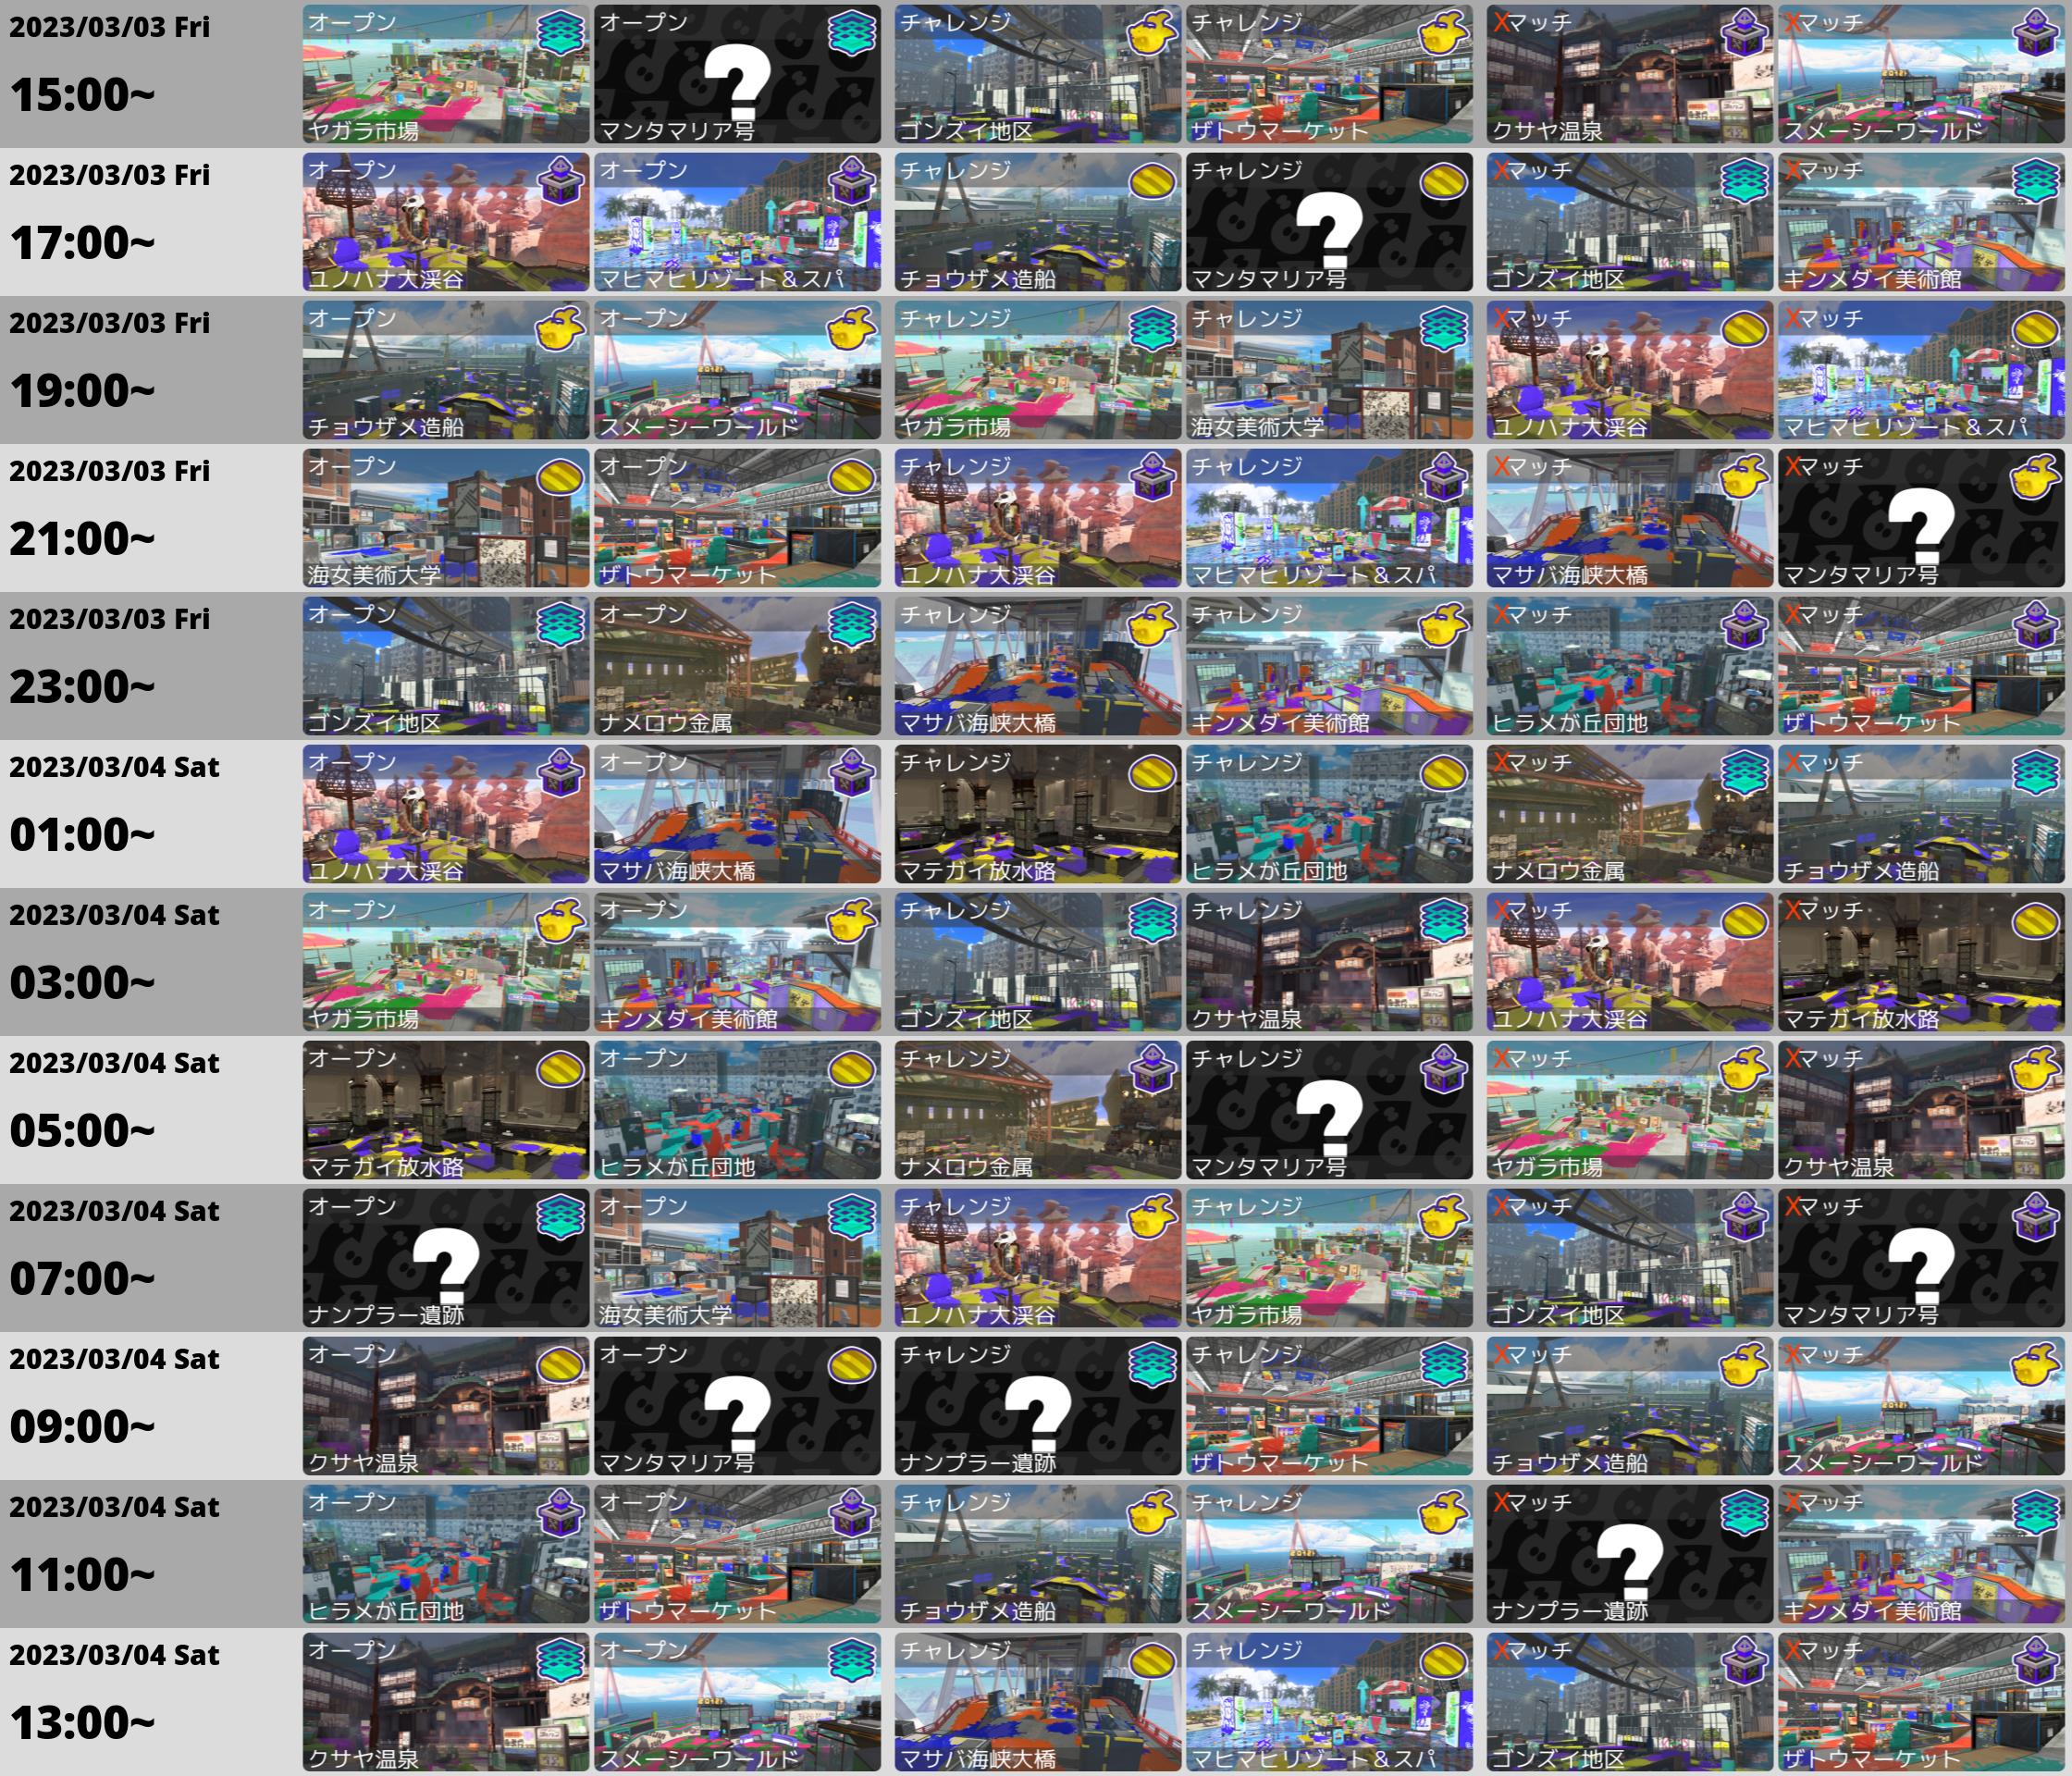 2023/03/03 Fri
15:00~
オープン
ヤガラ市場
オープン
マンタマリア号
チャレンジ
ゴンズイ地区
チャレンジ
ザトウマーケット
Xマッチ
クサヤ温泉
Xマッチ
スメーシーワールド
2023/03/03 Fri
17:00~
オープン
ユノハナ大渓谷
オープン
マヒマヒリゾート＆スパ
チャレンジ
チョウザメ造船
チャレンジ
マンタマリア号
Xマッチ
ゴンズイ地区
Xマッチ
キンメダイ美術館
2023/03/03 Fri
19:00~
オープン
チョウザメ造船
オープン
スメーシーワールド
チャレンジ
ヤガラ市場
チャレンジ
海女美術大学
Xマッチ
ユノハナ大渓谷
Xマッチ
マヒマヒリゾート＆スパ
2023/03/03 Fri
21:00~
オープン
海女美術大学
オープン
ザトウマーケット
チャレンジ
ユノハナ大渓谷
チャレンジ
マヒマヒリゾート＆スパ
Xマッチ
マサバ海峡大橋
Xマッチ
マンタマリア号
2023/03/03 Fri
23:00~
オープン
ゴンズイ地区
オープン
ナメロウ金属
チャレンジ
マサバ海峡大橋
チャレンジ
キンメダイ美術館
Xマッチ
ヒラメが丘団地
Xマッチ
ザトウマーケット
2023/03/04 Sat
01:00~
オープン
ユノハナ大渓谷
オープン
マサバ海峡大橋
チャレンジ
マテガイ放水路
チャレンジ
ヒラメが丘団地
Xマッチ
ナメロウ金属
Xマッチ
チョウザメ造船
2023/03/04 Sat
03:00~
オープン
ヤガラ市場
オープン
キンメダイ美術館
チャレンジ
ゴンズイ地区
チャレンジ
クサヤ温泉
Xマッチ
ユノハナ大渓谷
Xマッチ
マテガイ放水路
2023/03/04 Sat
05:00~
オープン
マテガイ放水路
オープン
ヒラメが丘団地
チャレンジ
ナメロウ金属
チャレンジ
マンタマリア号
Xマッチ
ヤガラ市場
Xマッチ
クサヤ温泉
2023/03/04 Sat
07:00~
オープン
ナンプラー遺跡
オープン
海女美術大学
チャレンジ
ユノハナ大渓谷
チャレンジ
ヤガラ市場
Xマッチ
ゴンズイ地区
Xマッチ
マンタマリア号
2023/03/04 Sat
09:00~
オープン
クサヤ温泉
オープン
マンタマリア号
チャレンジ
ナンプラー遺跡
チャレンジ
ザトウマーケット
Xマッチ
チョウザメ造船
Xマッチ
スメーシーワールド
2023/03/04 Sat
11:00~
オープン
ヒラメが丘団地
オープン
ザトウマーケット
チャレンジ
チョウザメ造船
チャレンジ
スメーシーワールド
Xマッチ
ナンプラー遺跡
Xマッチ
キンメダイ美術館
2023/03/04 Sat
13:00~
オープン
クサヤ温泉
オープン
スメーシーワールド
チャレンジ
マサバ海峡大橋
チャレンジ
マヒマヒリゾート＆スパ
Xマッチ
ゴンズイ地区
Xマッチ
ザトウマーケット